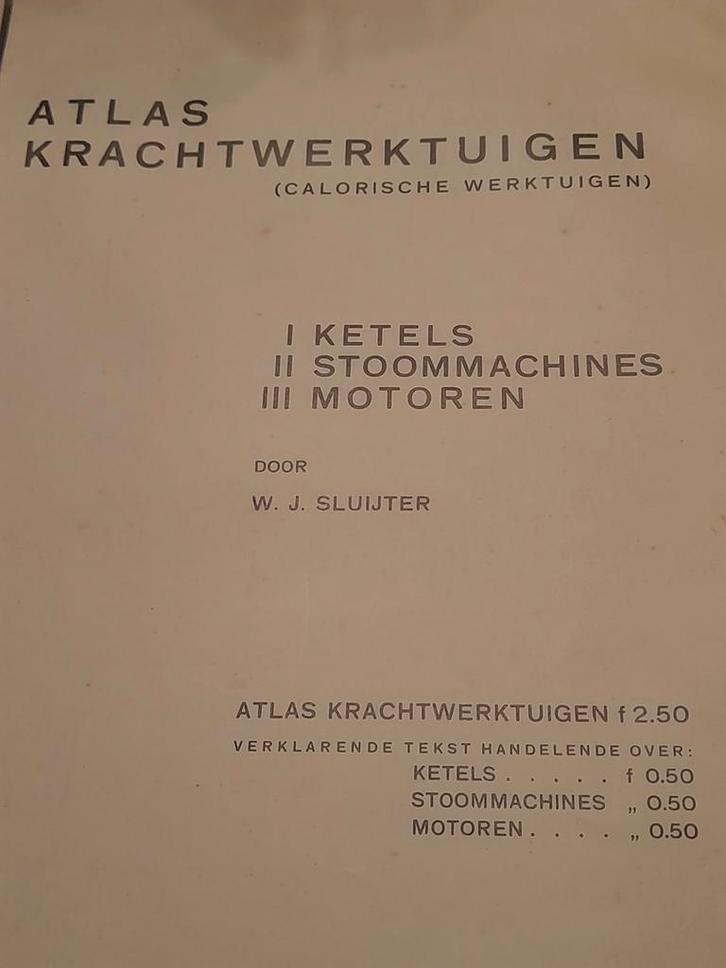 ATLAS
KRACHTWERKTUIGEN
(CALORISCHE WERKTUIGEN)
I KETELS
II STOOMMACHINES
III MOTOREN
DOOR
W. J. SLUIJTER
ATLAS KRACHTWERKTUIGEN f 2.50
VERKLARENDE TEKST HANDELENDE OVER:
KETELS . . . . . f 0.50
STOOMMACHINES „ 0.50
MOTOREN . . . . „ 0.50